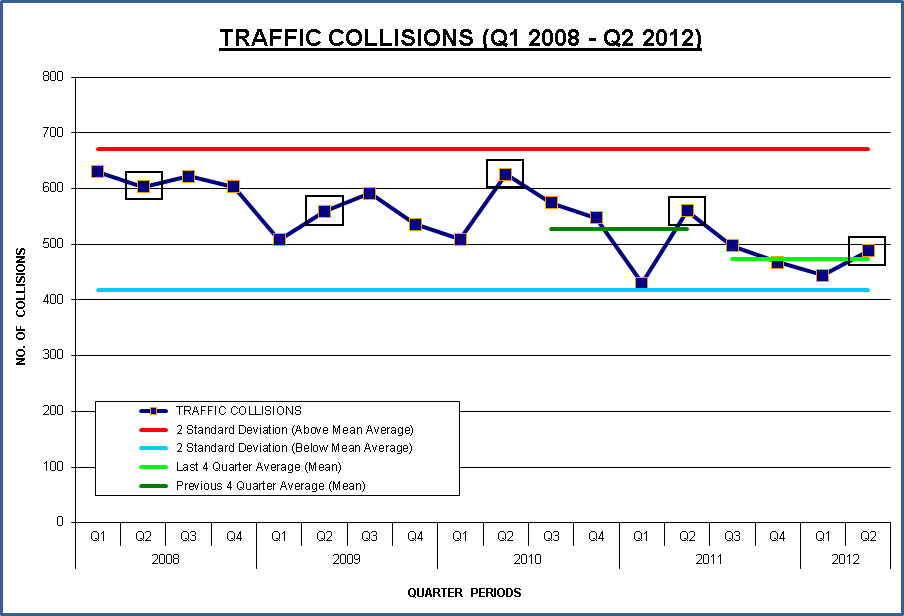 TRAFFIC COLLISIONS (Q1 2008 - Q2 2012)
800
700
600
500
400
300
200
100
0
NO. OF COLLISIONS
TRAFFIC COLLISIONS
2 Standard Deviation (Above Mean Average)
2 Standard Deviation (Below Mean Average)
Last 4 Quarter Average (Mean)
Previous 4 Quarter Average (Mean)
Q1 Q2 Q3 Q4 Q1 Q2 Q3 Q4 Q1 Q2 Q3 Q4 Q1 Q2 Q3 Q4 Q1 Q2
2008 2009 2010 2011 2012
QUARTER PERIODS